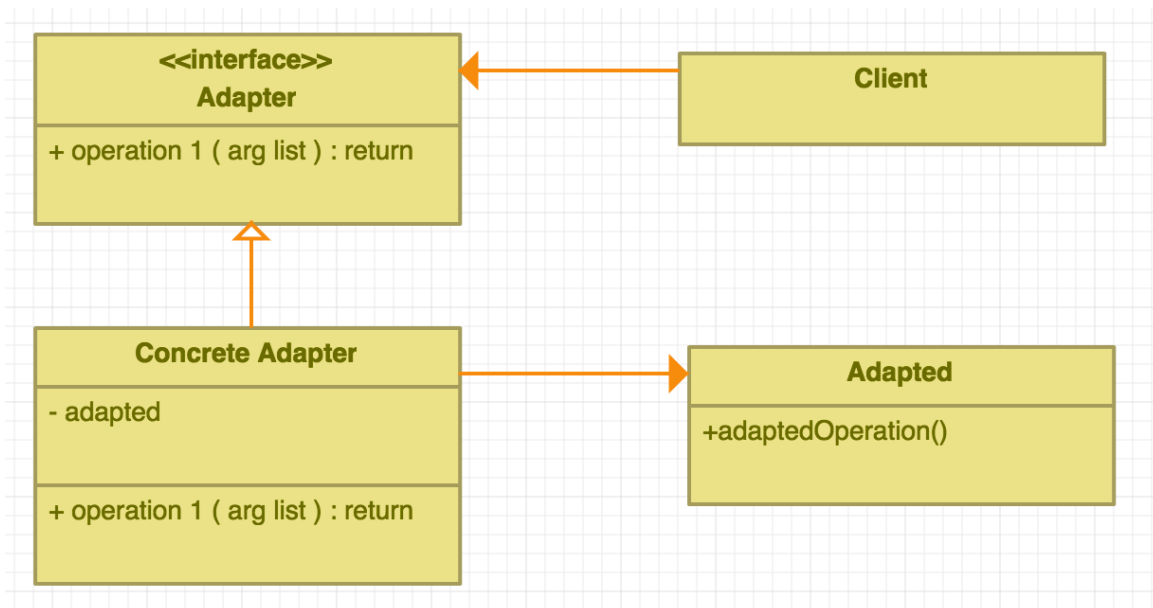 <<interface>>
Adapter
+ operation 1 ( arg list ) : return
Client
Concrete Adapter
- adapted
+ operation 1 ( arg list ) : return
Adapted
+adaptedOperation()